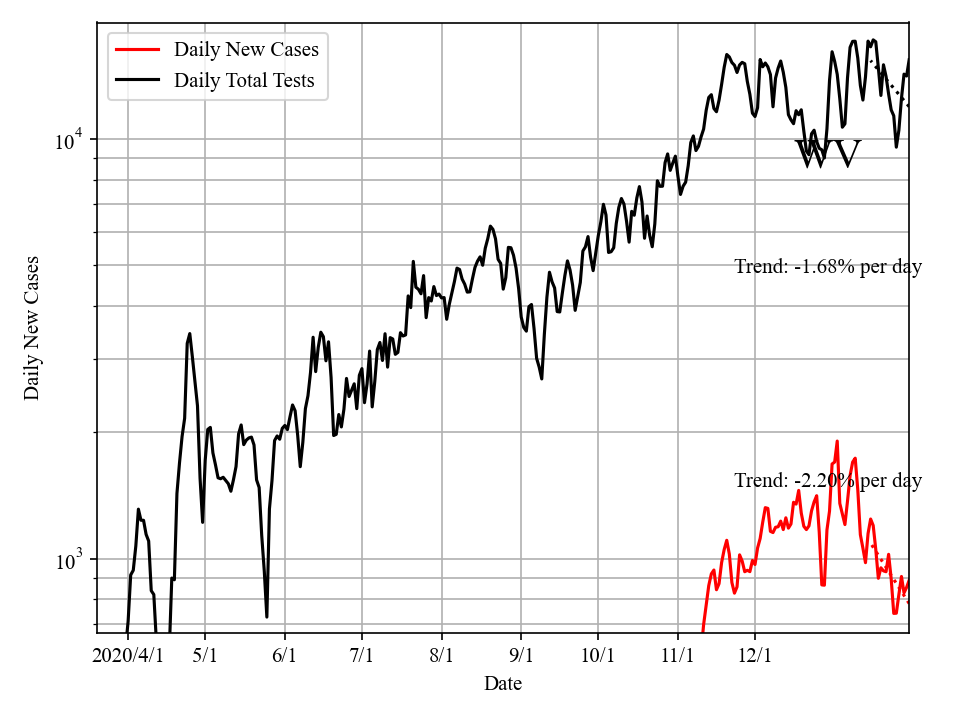 Daily New Cases
Daily Total Tests
10^4
Trend: -1.68% per day
Daily New Cases
Trend: -2.20% per day
10^3
2020/4/1 5/1 6/1 7/1 8/1 9/1 10/1 11/1 12/1
Date